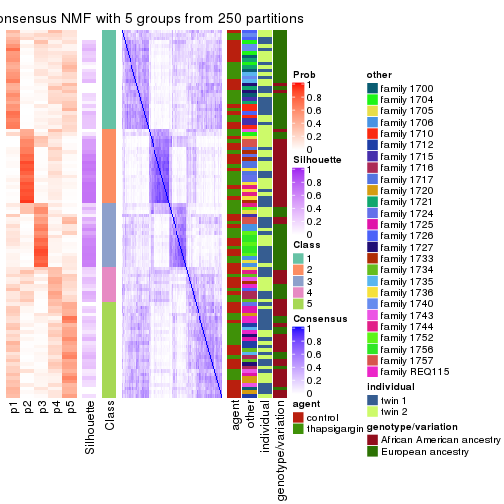 onsensus NMF with 5 groups from 250 partitions
p1
p2
p3
p4
p5
Silhouette
Class
agent
other
individual
genotype/variation
Prob
1
0.8
0.6
0.4
0.2
0
Silhouette
1
0.8
0.6
0.4
0.2
0
Class
1
2
3
4
5
Consensus
1
0.8
0.6
0.4
0.2
0
agent
control
thapsigargin
other
family 1700
family 1704
family 1705
family 1706
family 1710
family 1712
family 1715
family 1716
family 1717
family 1720
family 1721
family 1724
family 1725
family 1726
family 1727
family 1733
family 1734
family 1735
family 1736
family 1740
family 1743
family 1744
family 1752
family 1756
family 1757
family REQ115
individual
twin 1
twin 2
genotype/variation
African American ancestry
European ancestry